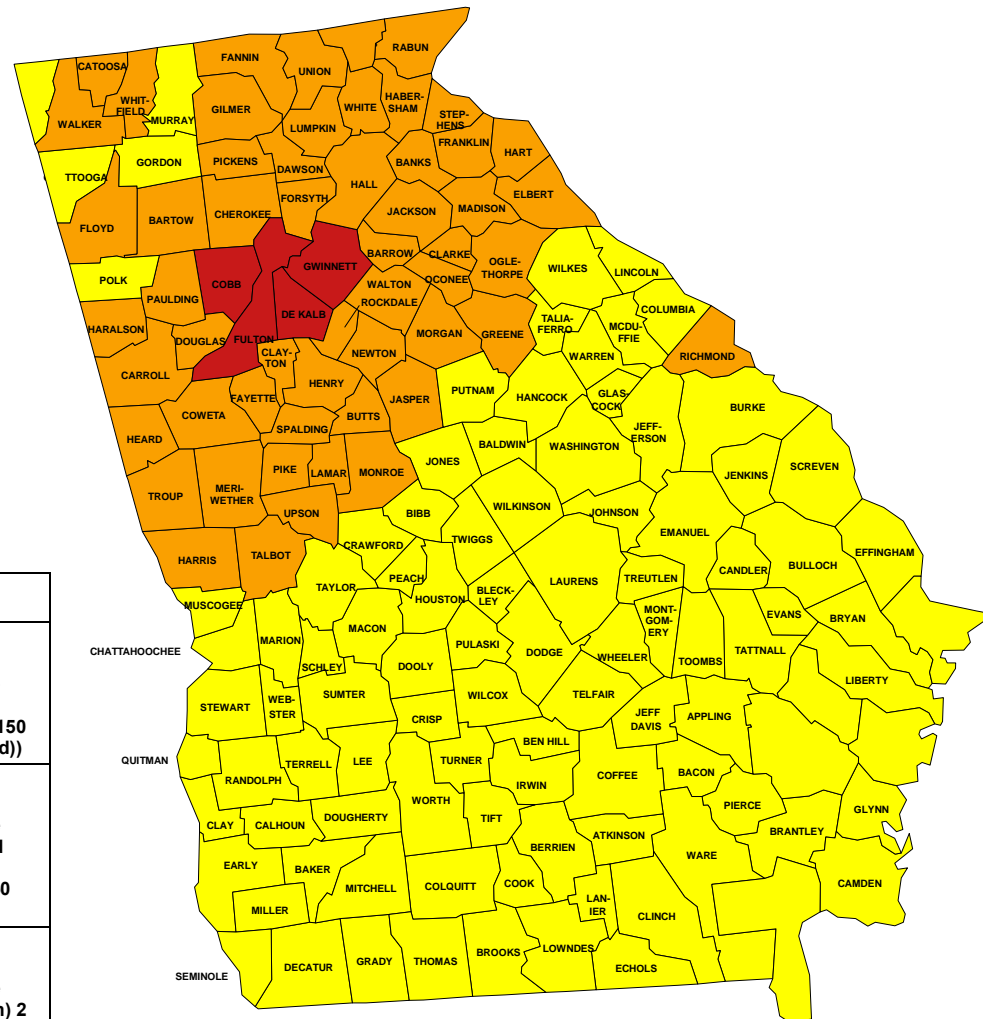 RABUN
FANNIN
CATOOSA
UNION
WHIT-
FIELD
GILMER
WHITE
HABER-
SHAM
STEP-
HENS
MURRAY
WALKER
LUMPKIN
FRANKLIN
HART
GORDON
PICKENS
DAWSON
BANKS
TTOOGA
HALL
ELBERT
FORSYTH
CHEROKEE
JACKSON
MADISON
BARTOW
FLOYD
BARROW
CLARKE
OGLE-
THORPE
GWINNETT
WILKES
LINCOLN
POLK
COBB
WALTON
OCONEE
PAULDING
ROCKDALE
COLUMBIA
DE KALB
TALIA-
FERRO
MCDU-
FFIE
HARALSON
DOUGLAS
FULTON
MORGAN
GREENE
CLAY-
TON
NEWTON
WARREN
RICHMOND
CARROLL
HENRY
PUTNAM
HANCOCK
GLAS-
COCK
FAYETTE
JASPER
BURKE
COWETA
BUTTS
SPALDING
JEFF-
ERSON
HEARD
BALDWIN
WASHINGTON
JONES
PIKE
LAMAR
MONROE
SCREVEN
JENKINS
TROUP
MERI-
WETHER
WILKINSON
UPSON
BIBB
JOHNSON
EMANUEL
TWIGGS
CRAWFORD
EFFINGHAM
HARRIS
TALBOT
BULLOCH
CANDLER
PEACH
LAURENS
TREUTLEN
TAYLOR
BLECK-
LEY
HOUSTON
MUSCOGEE
MONT-
GOM-
ERY
EVANS
BRYAN
MACON
MARION
PULASKI
CHATTAHOOCHEE
DODGE
WHEELER
TATTNALL
TOOMBS
SCHLEY
DOOLY
LIBERTY
STEWART
WEB-
STER
SUMTER
WILCOX
TELFAIR
JEFF
DAVIS
APPLING
CRISP
150
d))
BEN HILL
QUITMAN
TERRELL
LEE
TURNER
RANDOLPH
COFFEE
BACON
IRWIN
WORTH
PIERCE
GLYNN
CLAY
CALHOUN
DOUGHERTY
TIFT
BRANTLEY
ATKINSON
BERRIEN
WARE
EARLY
BAKER
MITCHELL
COLQUITT
COOK
CAMDEN
0
LAN-
IER
MILLER
CLINCH
BROOKS
LOWNDES
THOMAS
GRADY
DECATUR
ECHOLS
SEMINOLE
) 2